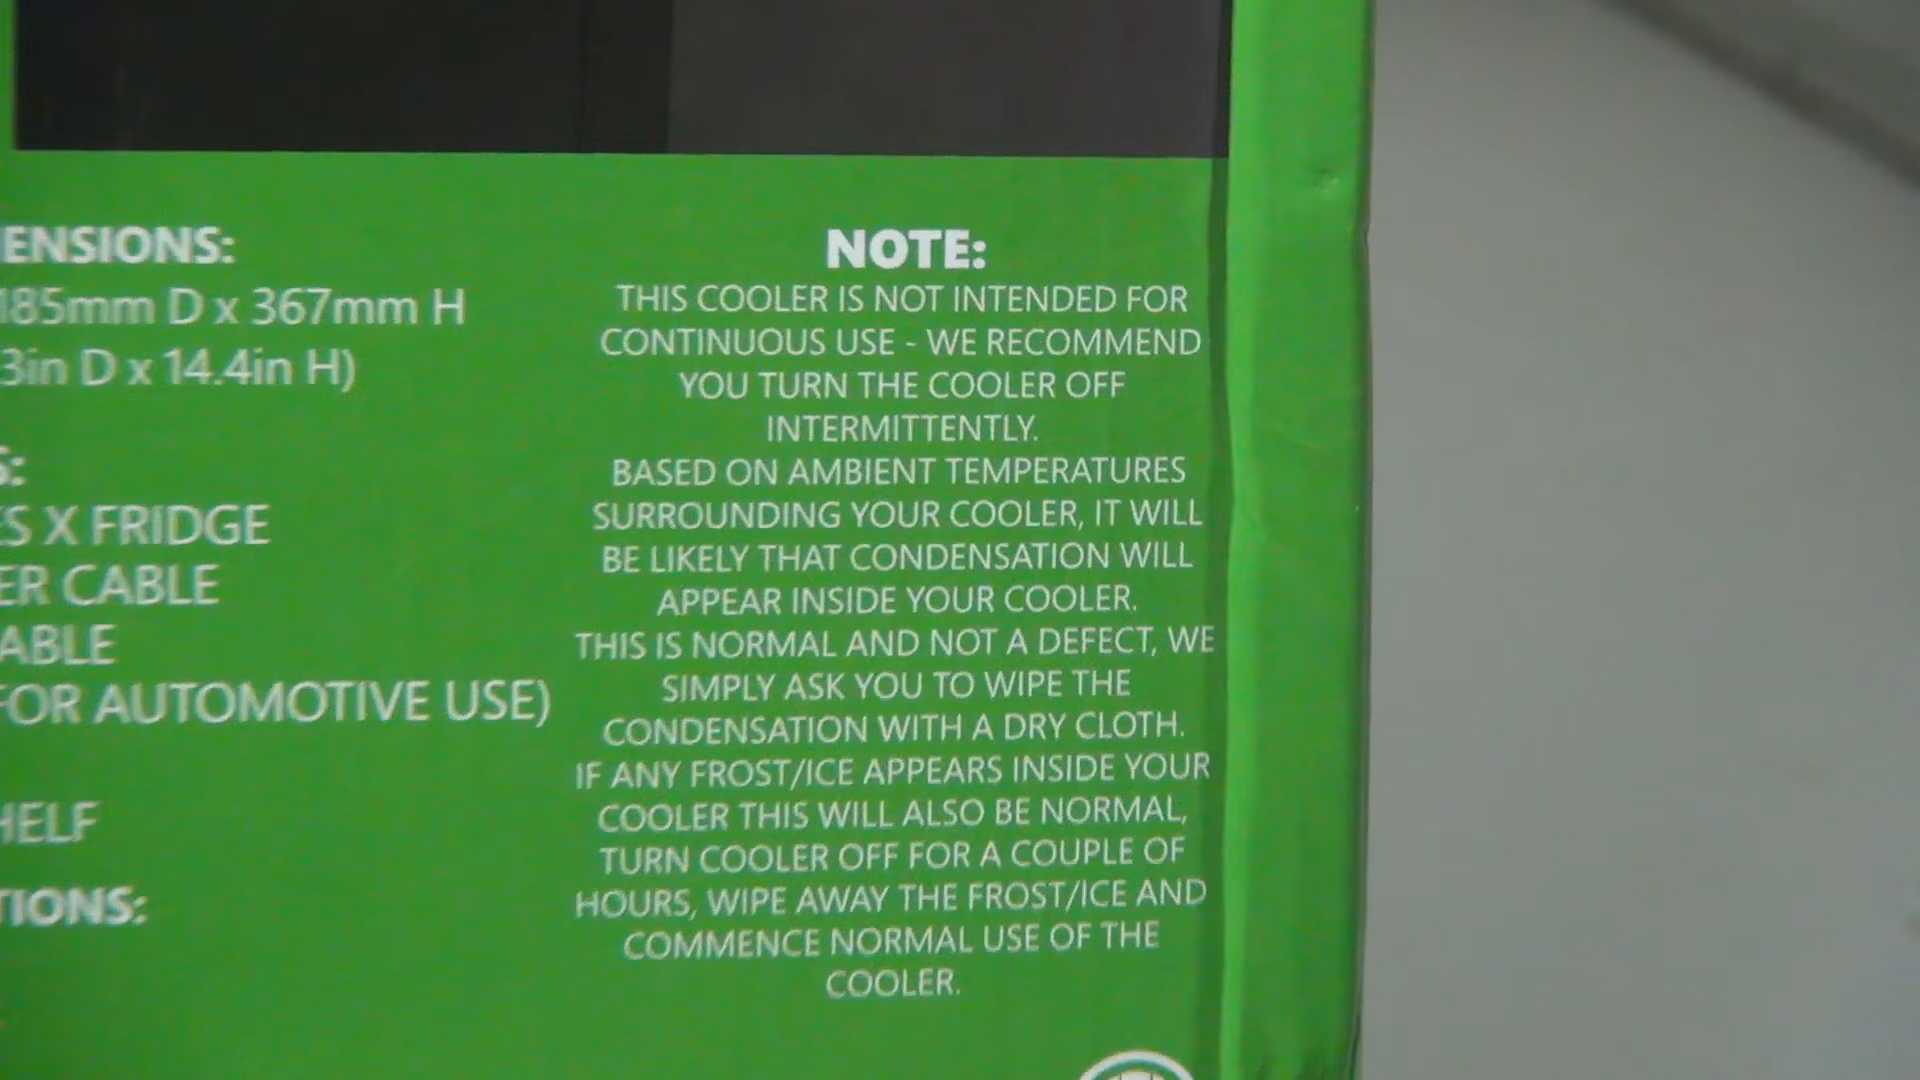 ENSIONS:
185mm D x 367mm H
3in D x 14.4in H)
S:
ES X FRIDGE
ER CABLE
ABLE
FOR AUTOMOTIVE USE)
HELF
TIONS:
NOTE:
THIS COOLER IS NOT INTENDED FOR
CONTINUOUS USE - WE RECOMMEND
YOU TURN THE COOLER OFF
INTERMITTENTLY.
BASED ON AMBIENT TEMPERATURES
SURROUNDING YOUR COOLER, IT WILL
BE LIKELY THAT CONDENSATION WILL
APPEAR INSIDE YOUR COOLER.
THIS IS NORMAL AND NOT A DEFECT, WE
SIMPLY ASK YOU TO WIPE THE
CONDENSATION WITH A DRY CLOTH.
IF ANY FROST/ICE APPEARS INSIDE YOUR
COOLER THIS WILL ALSO BE NORMAL,
TURN COOLER OFF FOR A COUPLE OF
HOURS, WIPE AWAY THE FROST/ICE AND
COMMENCE NORMAL USE OF THE
COOLER.